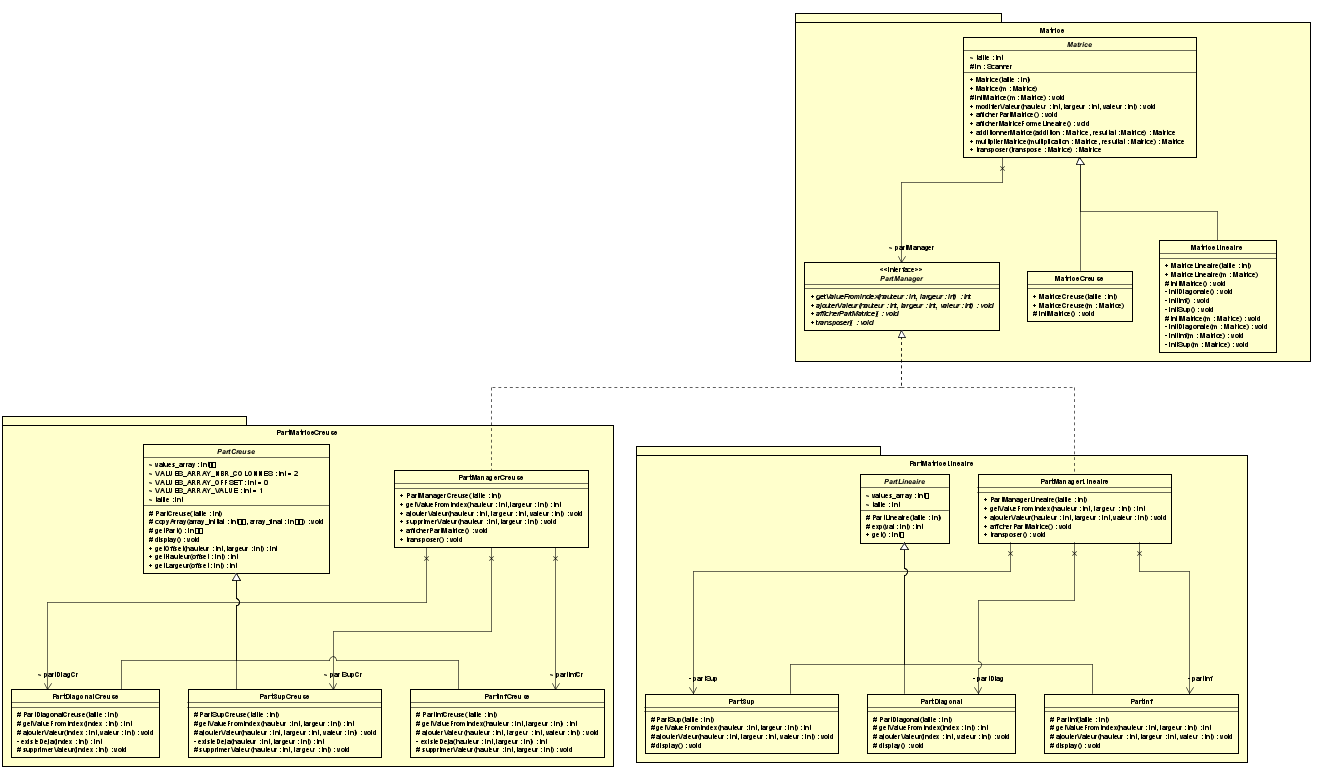 Matrice
Matrice
~ taille : int
# in : Scanner
+ Matrice(taille : int)
+ Matrice(m : Matrice)
# initMatrice(m : Matrice) : void
+ modifierValeur(hauteur : int, largeur : int, valeur : int) : void
+ afficherPartMatrice() : void
+ afficherMatriceFormeLineaire() : void
+ additionnerMatrice(addition : Matrice, resultat : Matrice) : Matrice
+ multiplierMatrice(multiplication : Matrice, resultat : Matrice) : Matrice
+ transposer(transpose : Matrice) : Matrice
~ partManager
<<interface>>
PartManager
+ getValueFromIndex(hauteur : int, largeur : int) : int
+ ajouterValeur(hauteur : int, largeur : int, valeur : int) : void
+ afficherPartMatrice() : void
+ transposer() : void
MatriceCreuse
+ MatriceCreuse(taille : int)
+ MatriceCreuse(m : Matrice)
# initMatrice() : void
MatriceLineaire
+ MatriceLineaire(taille : int)
+ MatriceLineaire(m : Matrice)
# initMatrice() : void
- initDiagonale() : void
- initInf() : void
- initSup() : void
# initMatrice(m : Matrice) : void
- initDiagonale(m : Matrice) : void
- initInf(m : Matrice) : void
- initSup(m : Matrice) : void
PartMatriceCreuse
PartCreuse
~ values_array : int[][]
~ VALUES_ARRAY_NBR_COLONNES : int = 2
~ VALUES_ARRAY_OFFSET : int = 0
~ VALUES_ARRAY_VALUE : int = 1
~ taille : int
# PartCreuse(taille : int)
# copyArray(array_initial : int[][], array_final : int[][]) : void
# getPart() : int[][]
# display() : void
+ getOffset(hauteur : int, largeur : int) : int
+ getHauteur(offset : int) : int
+ getLargeur(offset : int) : int
PartManagerCreuse
+ PartManagerCreuse(taille : int)
+ getValueFromIndex(hauteur : int, largeur : int) : int
+ ajouterValeur(hauteur : int, largeur : int, valeur : int) : void
+ supprimerValeur(hauteur : int, largeur : int) : void
+ afficherPartMatrice() : void
+ transposer() : void
~ partDiagCr
~ partSupCr
~ partInfCr
PartDiagonalCreuse
# PartDiagonalCreuse(taille : int)
# getValueFromIndex(index : int) : int
# ajouterValeur(index : int, valeur : int) : void
- existeDeja(index : int) : int
# supprimerValeur(index : int) : void
PartSupCreuse
# PartSupCreuse(taille : int)
# getValueFromIndex(hauteur : int, largeur : int) : int
# ajouterValeur(hauteur : int, largeur : int, valeur : int) : void
- existeDeja(hauteur : int, largeur : int) : int
# supprimerValeur(hauteur : int, largeur : int) : void
PartInfCreuse
# PartInfCreuse(taille : int)
# getValueFromIndex(hauteur : int, largeur : int) : int
# ajouterValeur(hauteur : int, largeur : int, valeur : int) : void
- existeDeja(hauteur : int, largeur : int) : int
# supprimerValeur(hauteur : int, largeur : int) : void
PartMatriceLineaire
PartLineaire
~ values_array : int[]
~ taille : int
# PartLineaire(taille : int)
# exp(val : int) : int
+ get() : int[]
PartManagerLineaire
+ PartManagerLineaire(taille : int)
+ getValueFromIndex(hauteur : int, largeur : int) : int
+ ajouterValeur(hauteur : int, largeur : int, valeur : int) : void
+ afficherPartMatrice() : void
+ transposer() : void
- partSup
~ partDiag
- partInf
PartSup
# PartSup(taille : int)
# getValueFromIndex(hauteur : int, largeur : int) : int
# ajouterValeur(hauteur : int, largeur : int, valeur : int) : void
# display() : void
PartDiagonal
# PartDiagonal(taille : int)
# getValueFromIndex(index : int) : int
# ajouterValeur(index : int, valeur : int) : void
# display() : void
PartInf
# PartInf(taille : int)
# getValueFromIndex(hauteur : int, largeur : int) : int
# ajouterValeur(hauteur : int, largeur : int, valeur : int) : void
# display() : void